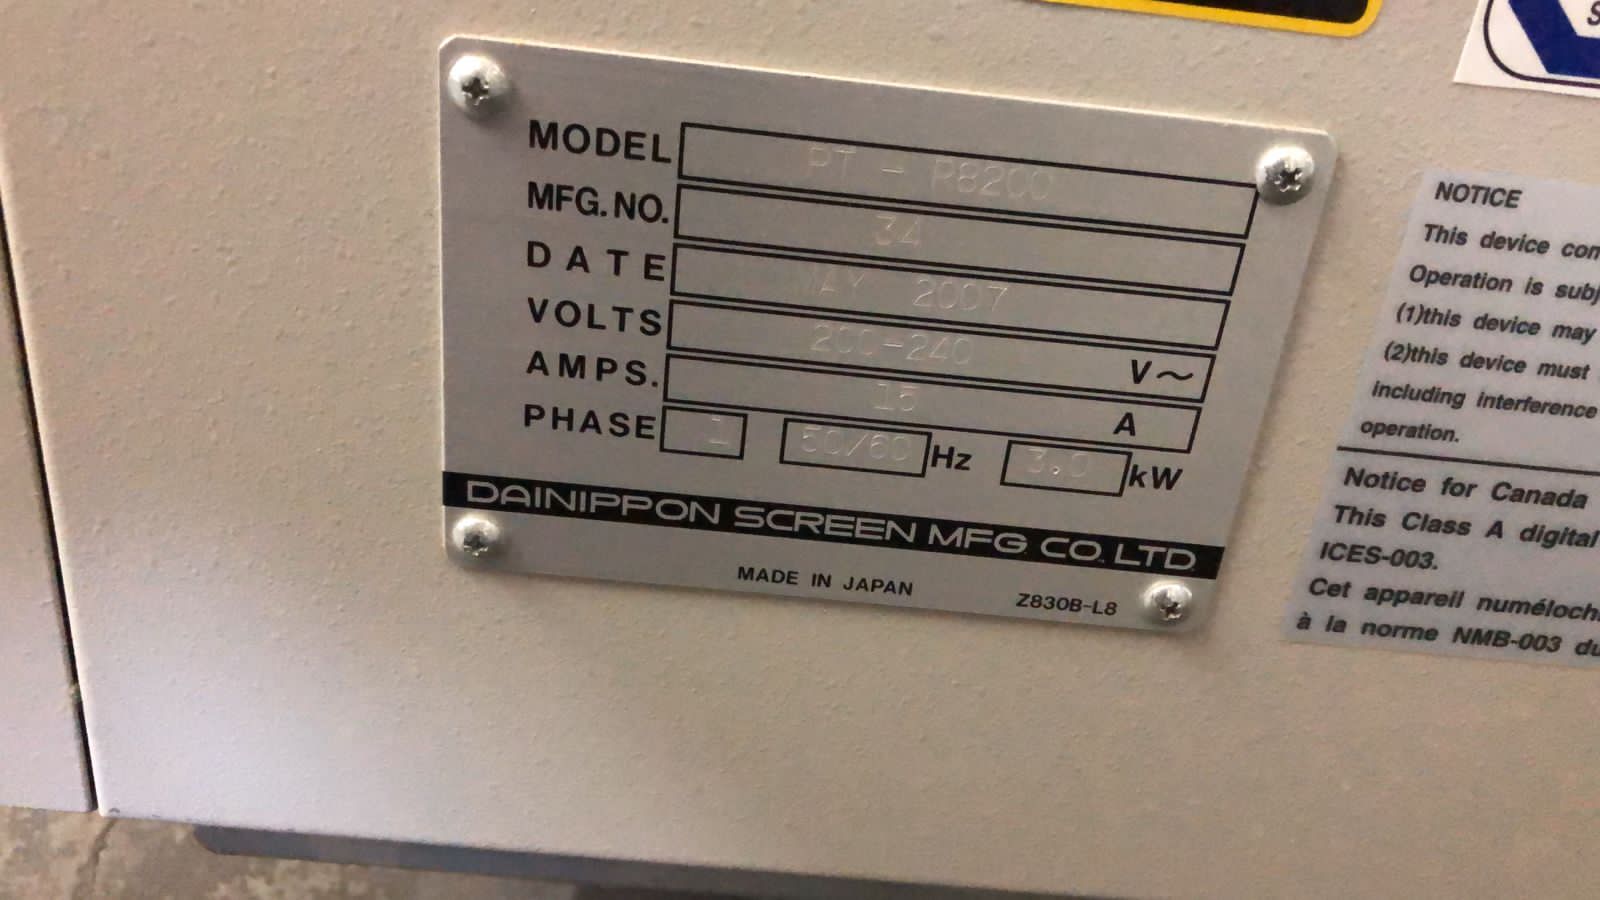 MODEL PT - R8200
MFG. NO. 34
DATE MAY 2007
VOLTS 200-240 V~
AMPS. 15 A
PHASE 1 50/60 Hz 3.0 kW
DAINIPPON SCREEN MFG. CO., LTD.
MADE IN JAPAN Z830B-L8
NOTICE
This device
Operation is
(1)this device may
(2)this device must
including interference
operation.
Notice for Canada
This Class A digital
ICES-003.
Cet appareil
à la norme NMB-003 du